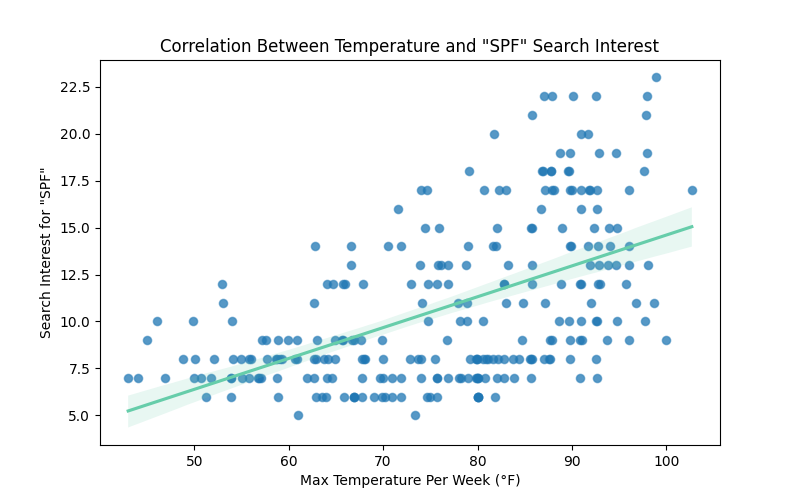 Correlation Between Temperature and "SPF" Search Interest
Search Interest for "SPF"
22.5
20.0
17.5
15.0
12.5
10.0
7.5
5.0
50 60 70 80 90 100
Max Temperature Per Week (°F)